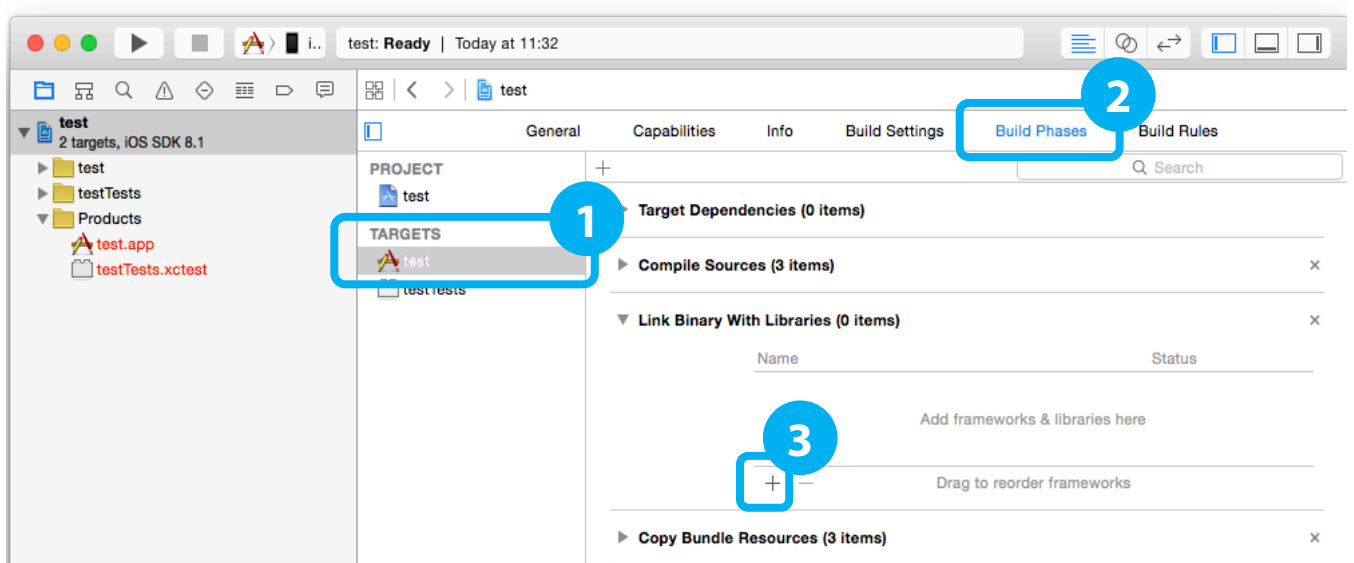 i.. test: Ready | Today at 11:32
test
test
2 targets, iOS SDK 8.1
test
testTests
Products
test.app
testTests.xctest
General Capabilities Info Build Settings Build Phases Build Rules
2
PROJECT
test
TARGETS
test
testTests
1
Search
Target Dependencies (0 items)
Compile Sources (3 items)
Link Binary With Libraries (0 items)
Name Status
Add frameworks & libraries here
3
Drag to reorder frameworks
Copy Bundle Resources (3 items)